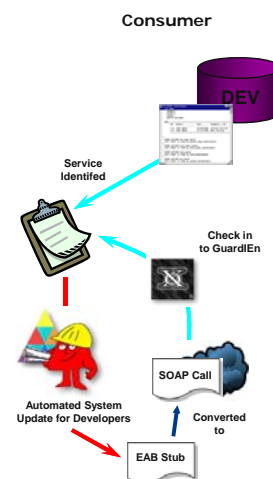 Consumer
DEV
Service
Identifed
Check in
to GuardIEn
N
SOAP Call
Automated System
Update for Developers
Converted
to
EAB Stub